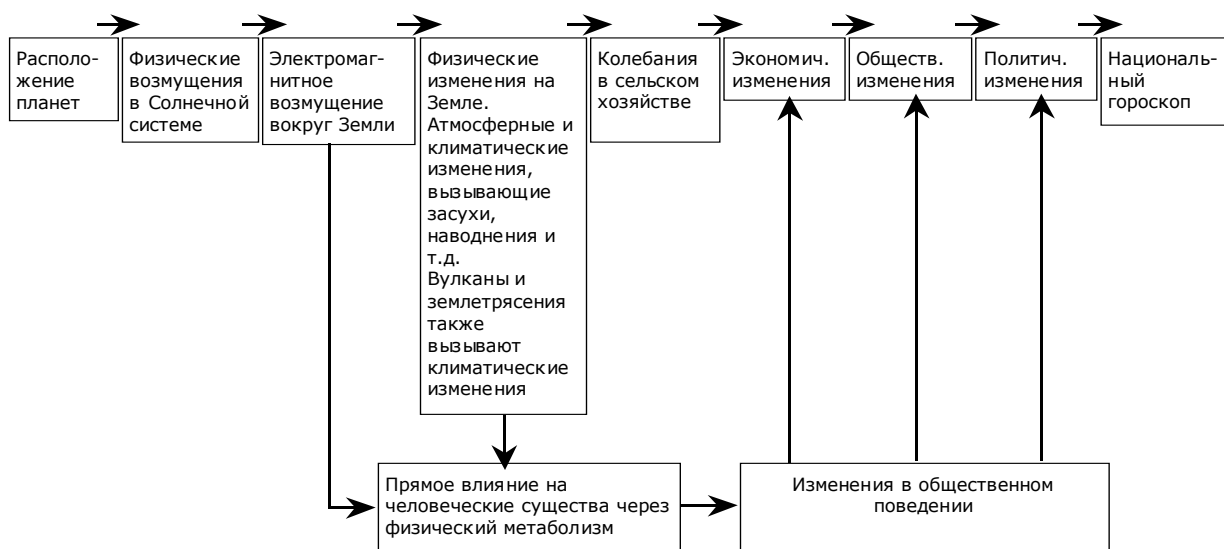 Располо-
жение
планет
Физические
возмущения
в Солнечной
системе
Электромаг-
нитное
возмущение
вокруг Земли
Физические
изменения на
Земле.
Атмосферные и
климатические
изменения,
вызывающие
засухи,
наводнения и
т.д.
Вулканы и
землетрясения
также
вызывают
климатические
изменения
Колебания
в сельском
хозяйстве
Экономич.
изменения
Обществ.
изменения
Политич.
изменения
Националь-
ный
гороскоп
Прямое влияние на
человеческие существа через
физический метаболизм
Изменения в общественном
поведении